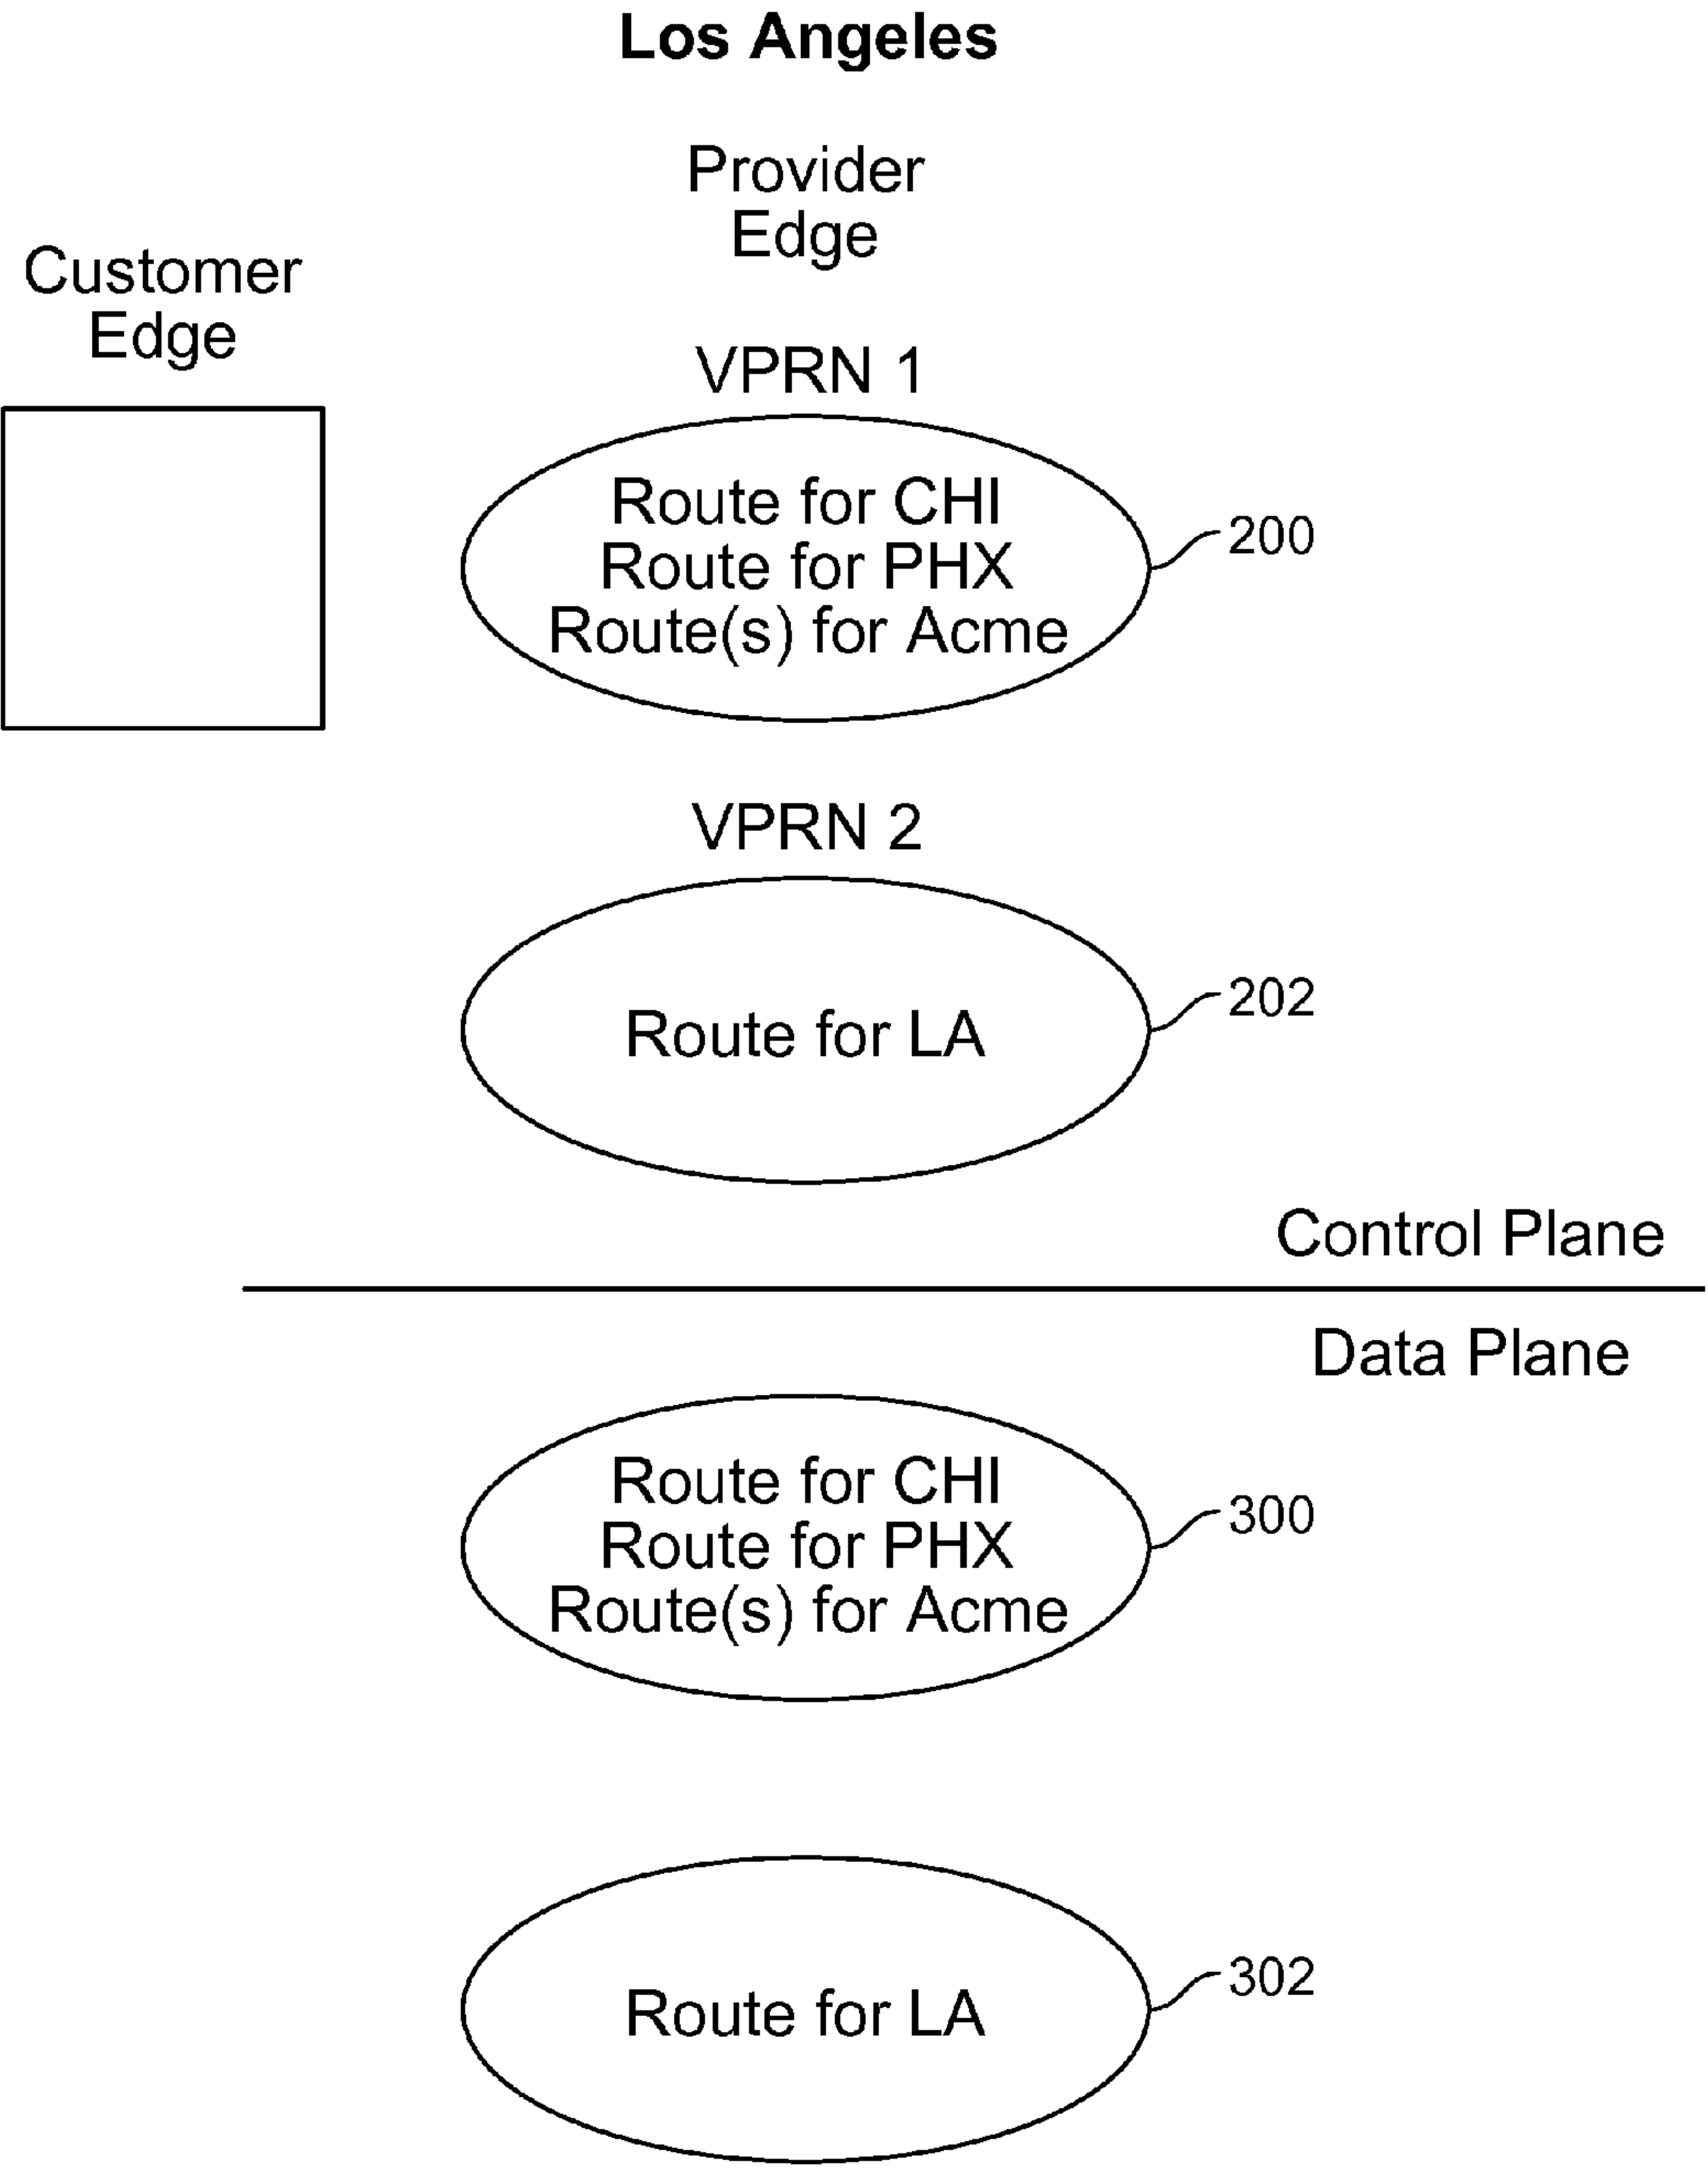 Los Angeles
Provider
Edge
Customer
Edge
VPRN 1
Route for CHI
Route for PHX
Route(s) for Acme
200
VPRN 2
Route for LA
202
Control Plane
Data Plane
Route for CHI
Route for PHX
Route(s) for Acme
300
Route for LA
302